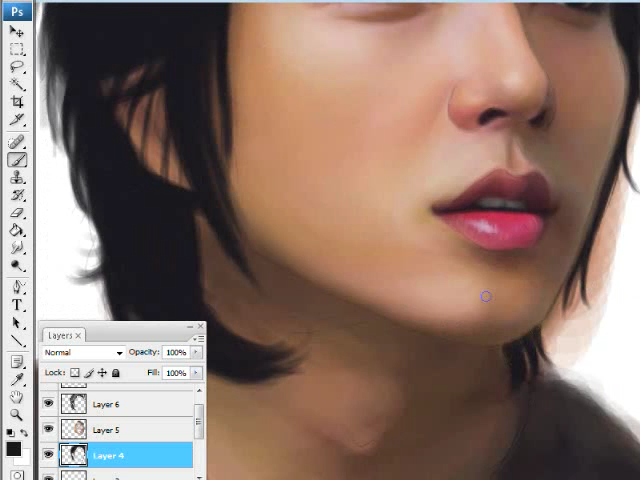 Ps
T
Layers ×
Normal
Opacity: 100%
Lock:
Fill: 100%
Layer 6
Layer 5
Layer 4